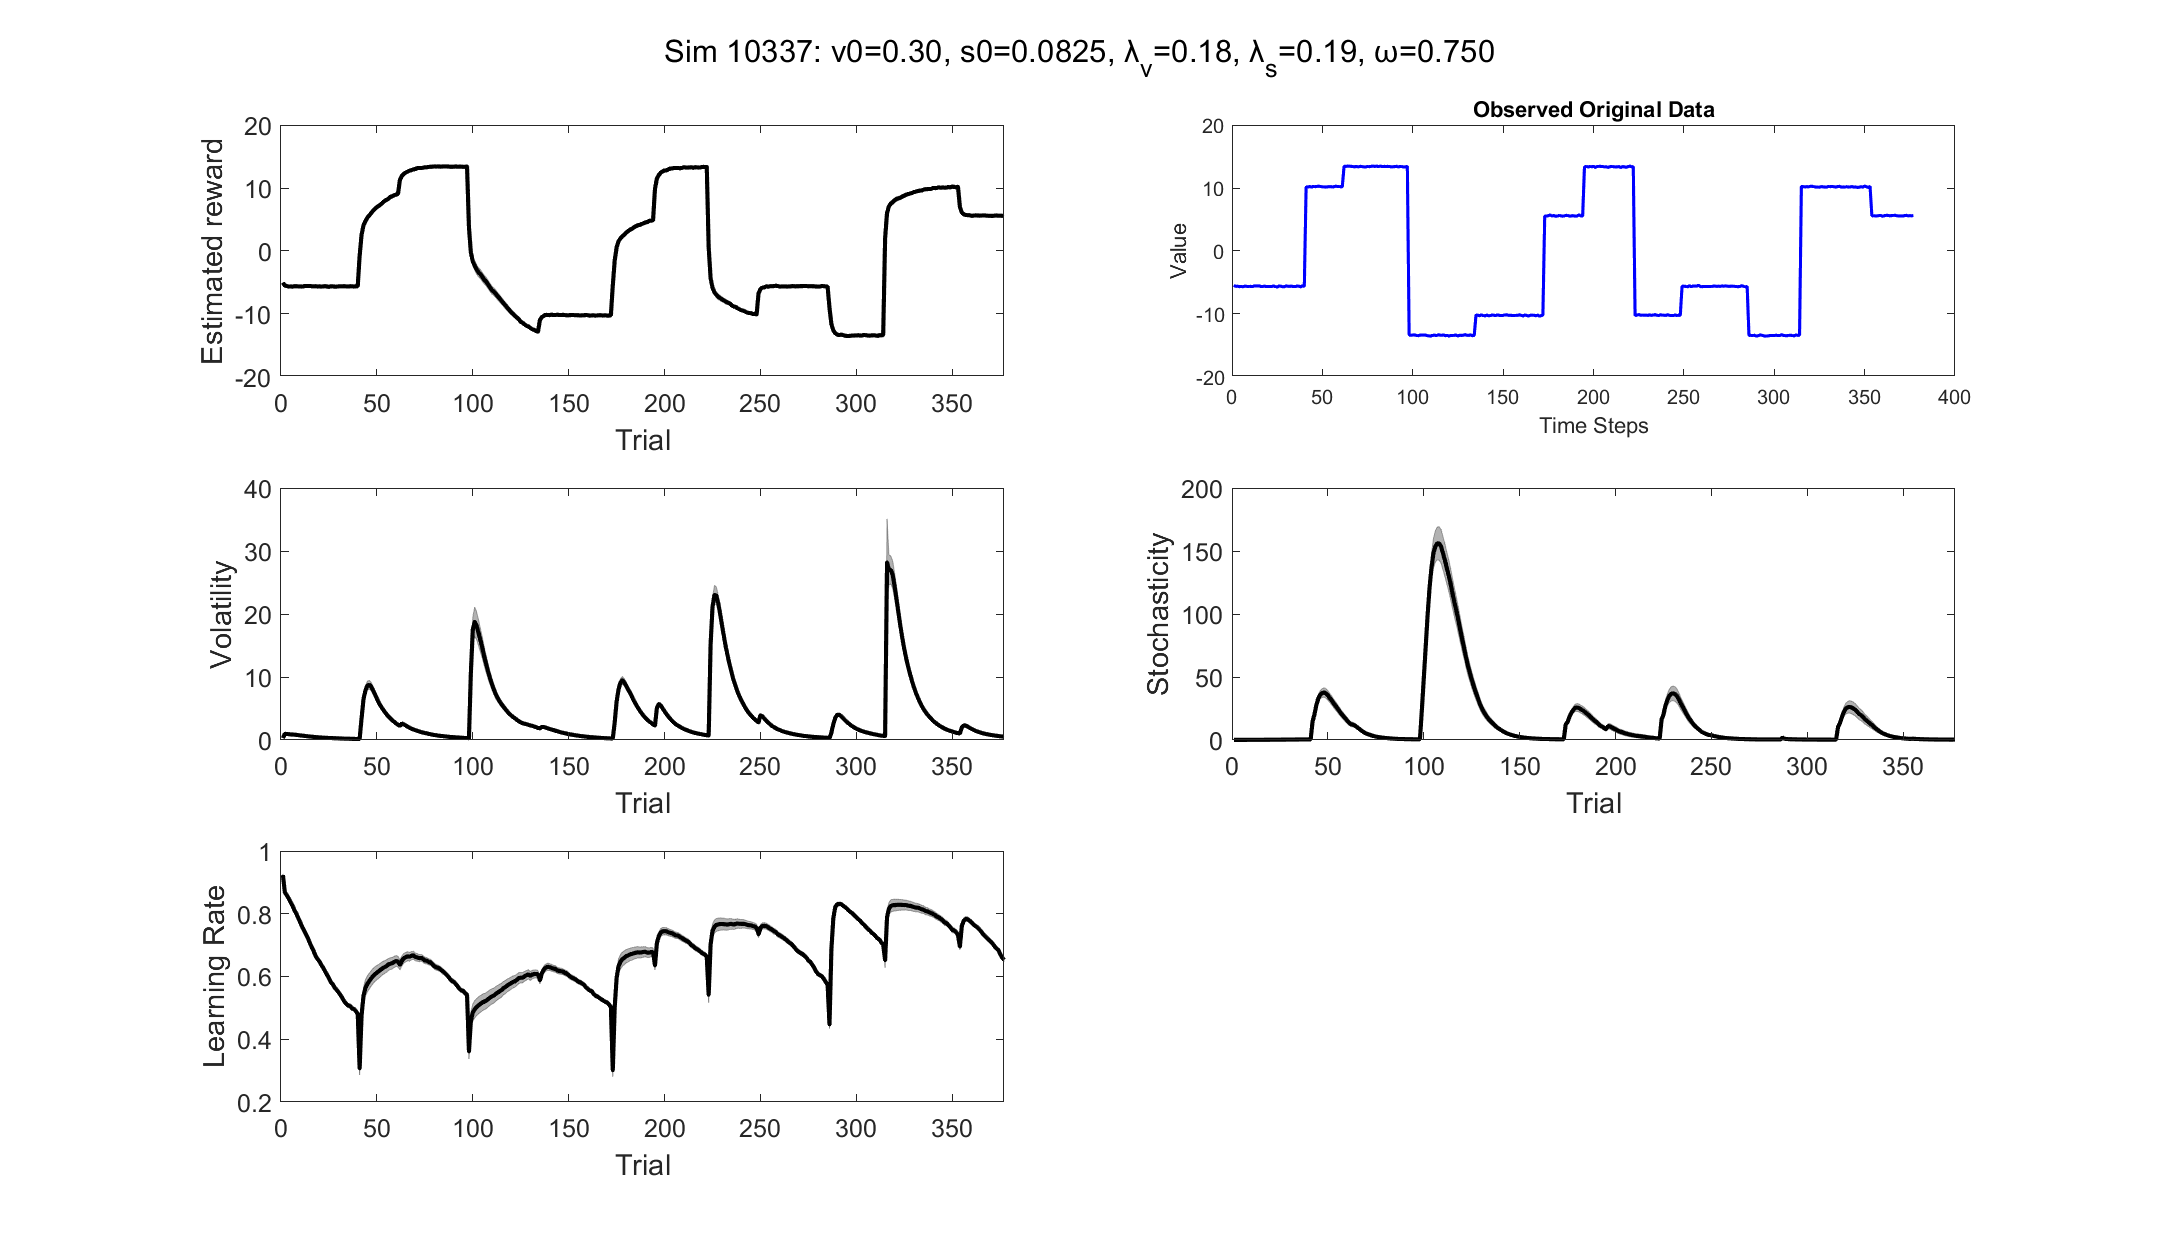 Sim 10337: v0=0.30, s0=0.0825, λ_v=0.18, λ_s=0.19, ω=0.750
20
10
0
-10
-20
Estimated reward
0 50 100 150 200 250 300 350
Trial
Observed Original Data
20
10
0
-10
-20
Value
0 50 100 150 200 250 300 350 400
Time Steps
40
30
20
10
0
Volatility
0 50 100 150 200 250 300 350
Trial
200
150
100
50
0
Stochasticity
0 50 100 150 200 250 300 350
Trial
1
0.8
0.6
0.4
0.2
Learning Rate
0 50 100 150 200 250 300 350
Trial